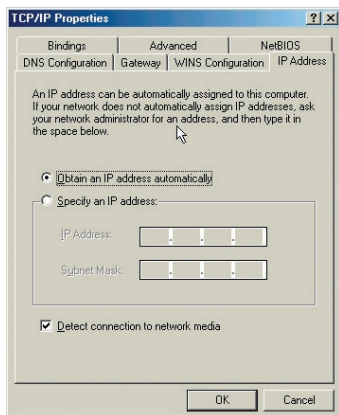 TCP/IP Properties
? ×
Bindings Advanced NetBIOS
DNS Configuration Gateway WINS Configuration IP Address
An IP address can be automatically assigned to this computer.
If your network does not automatically assign IP addresses, ask
your network administrator for an address, and then type it in
the space below.
Obtain an IP address automatically
Specify an IP address:
IP Address:
. . .
Subnet Mask:
. . .
Detect connection to network media
OK Cancel